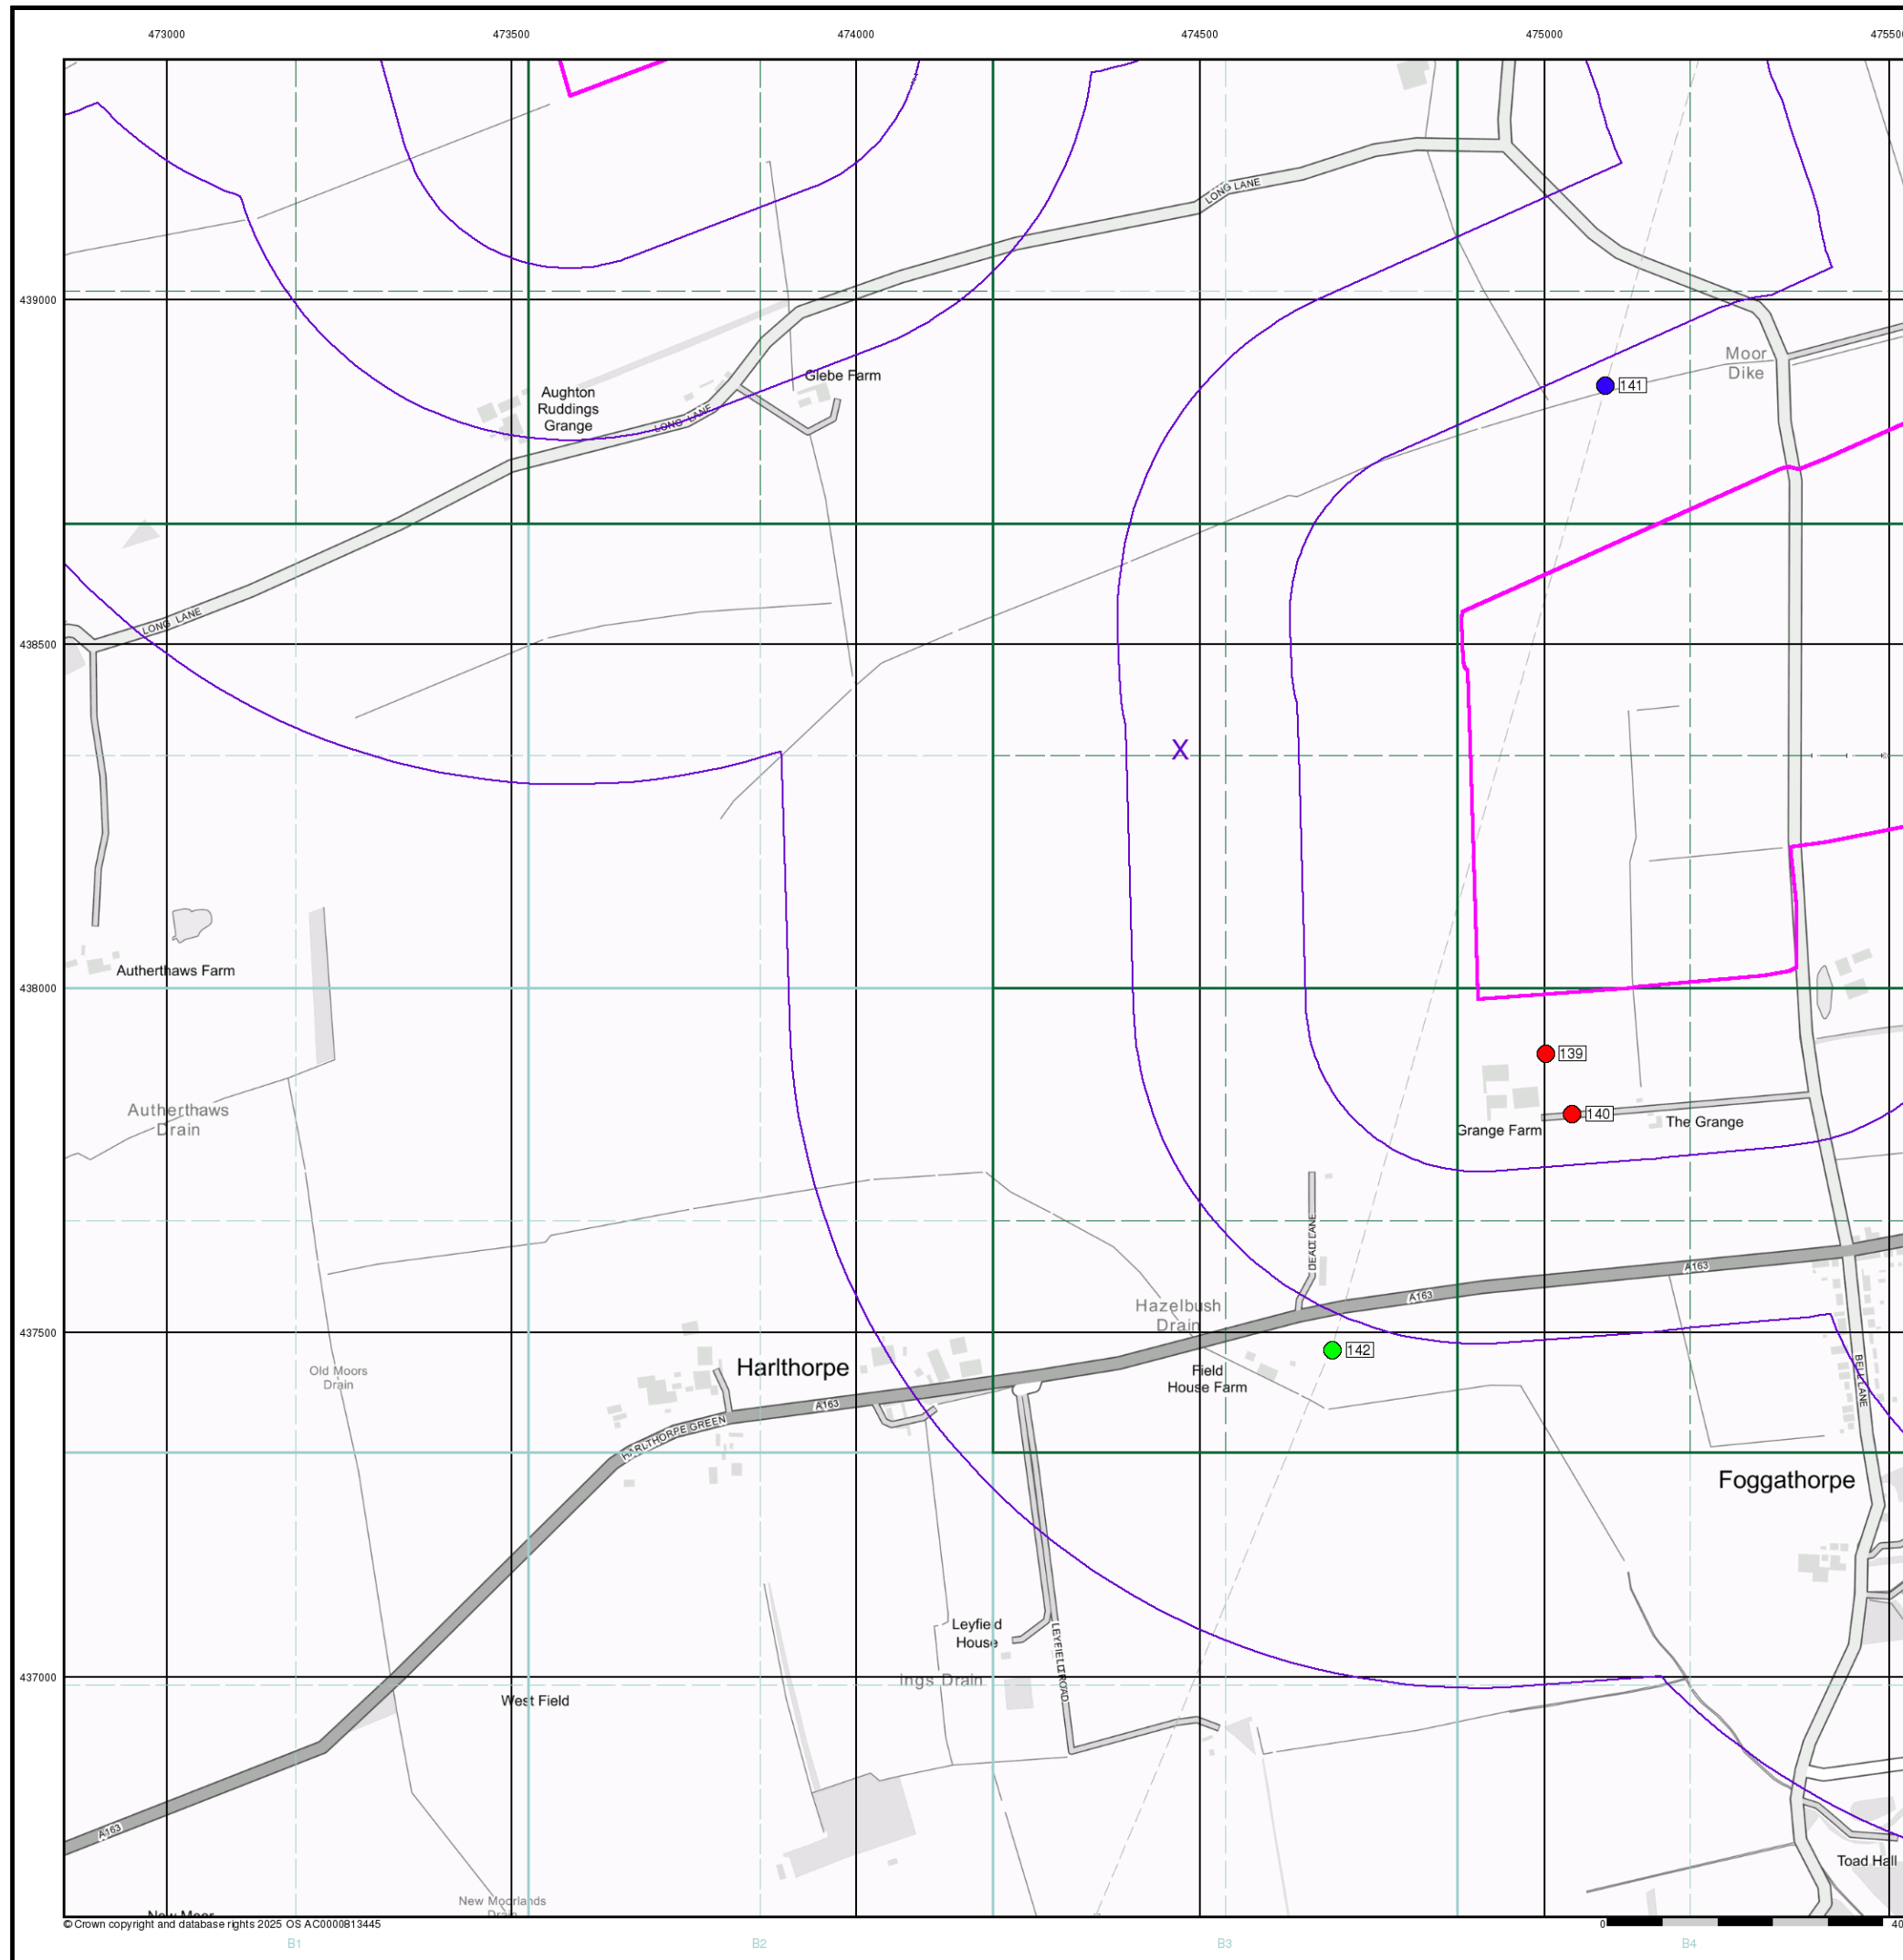 473000
473500
474000
474500
475000
LONG LANE
439000
Moor
Dike
141
Glebe Farm
Aughton
Ruddings
Grange
LONG LANE
438500
LONG LANE
X
438000
Autherthaws Farm
139
140
Autherthaws
Drain
The Grange
Grange Farm
DEAD LANE
A163
A163
Hazelbush
Drain
437500
142
Harlthorpe
Field
House Farm
Old Moors
Drain
BELL LANE
A163
HARLTHORPE GREEN
Foggathorpe
Leyfield
House
LEYFIELD ROAD
437000
Ings Drain
West Field
A163
Toad Hall
New Moorlands
© Crown copyright and database rights 2025 OS AC0000813445
0
B1
B2
B3
B4